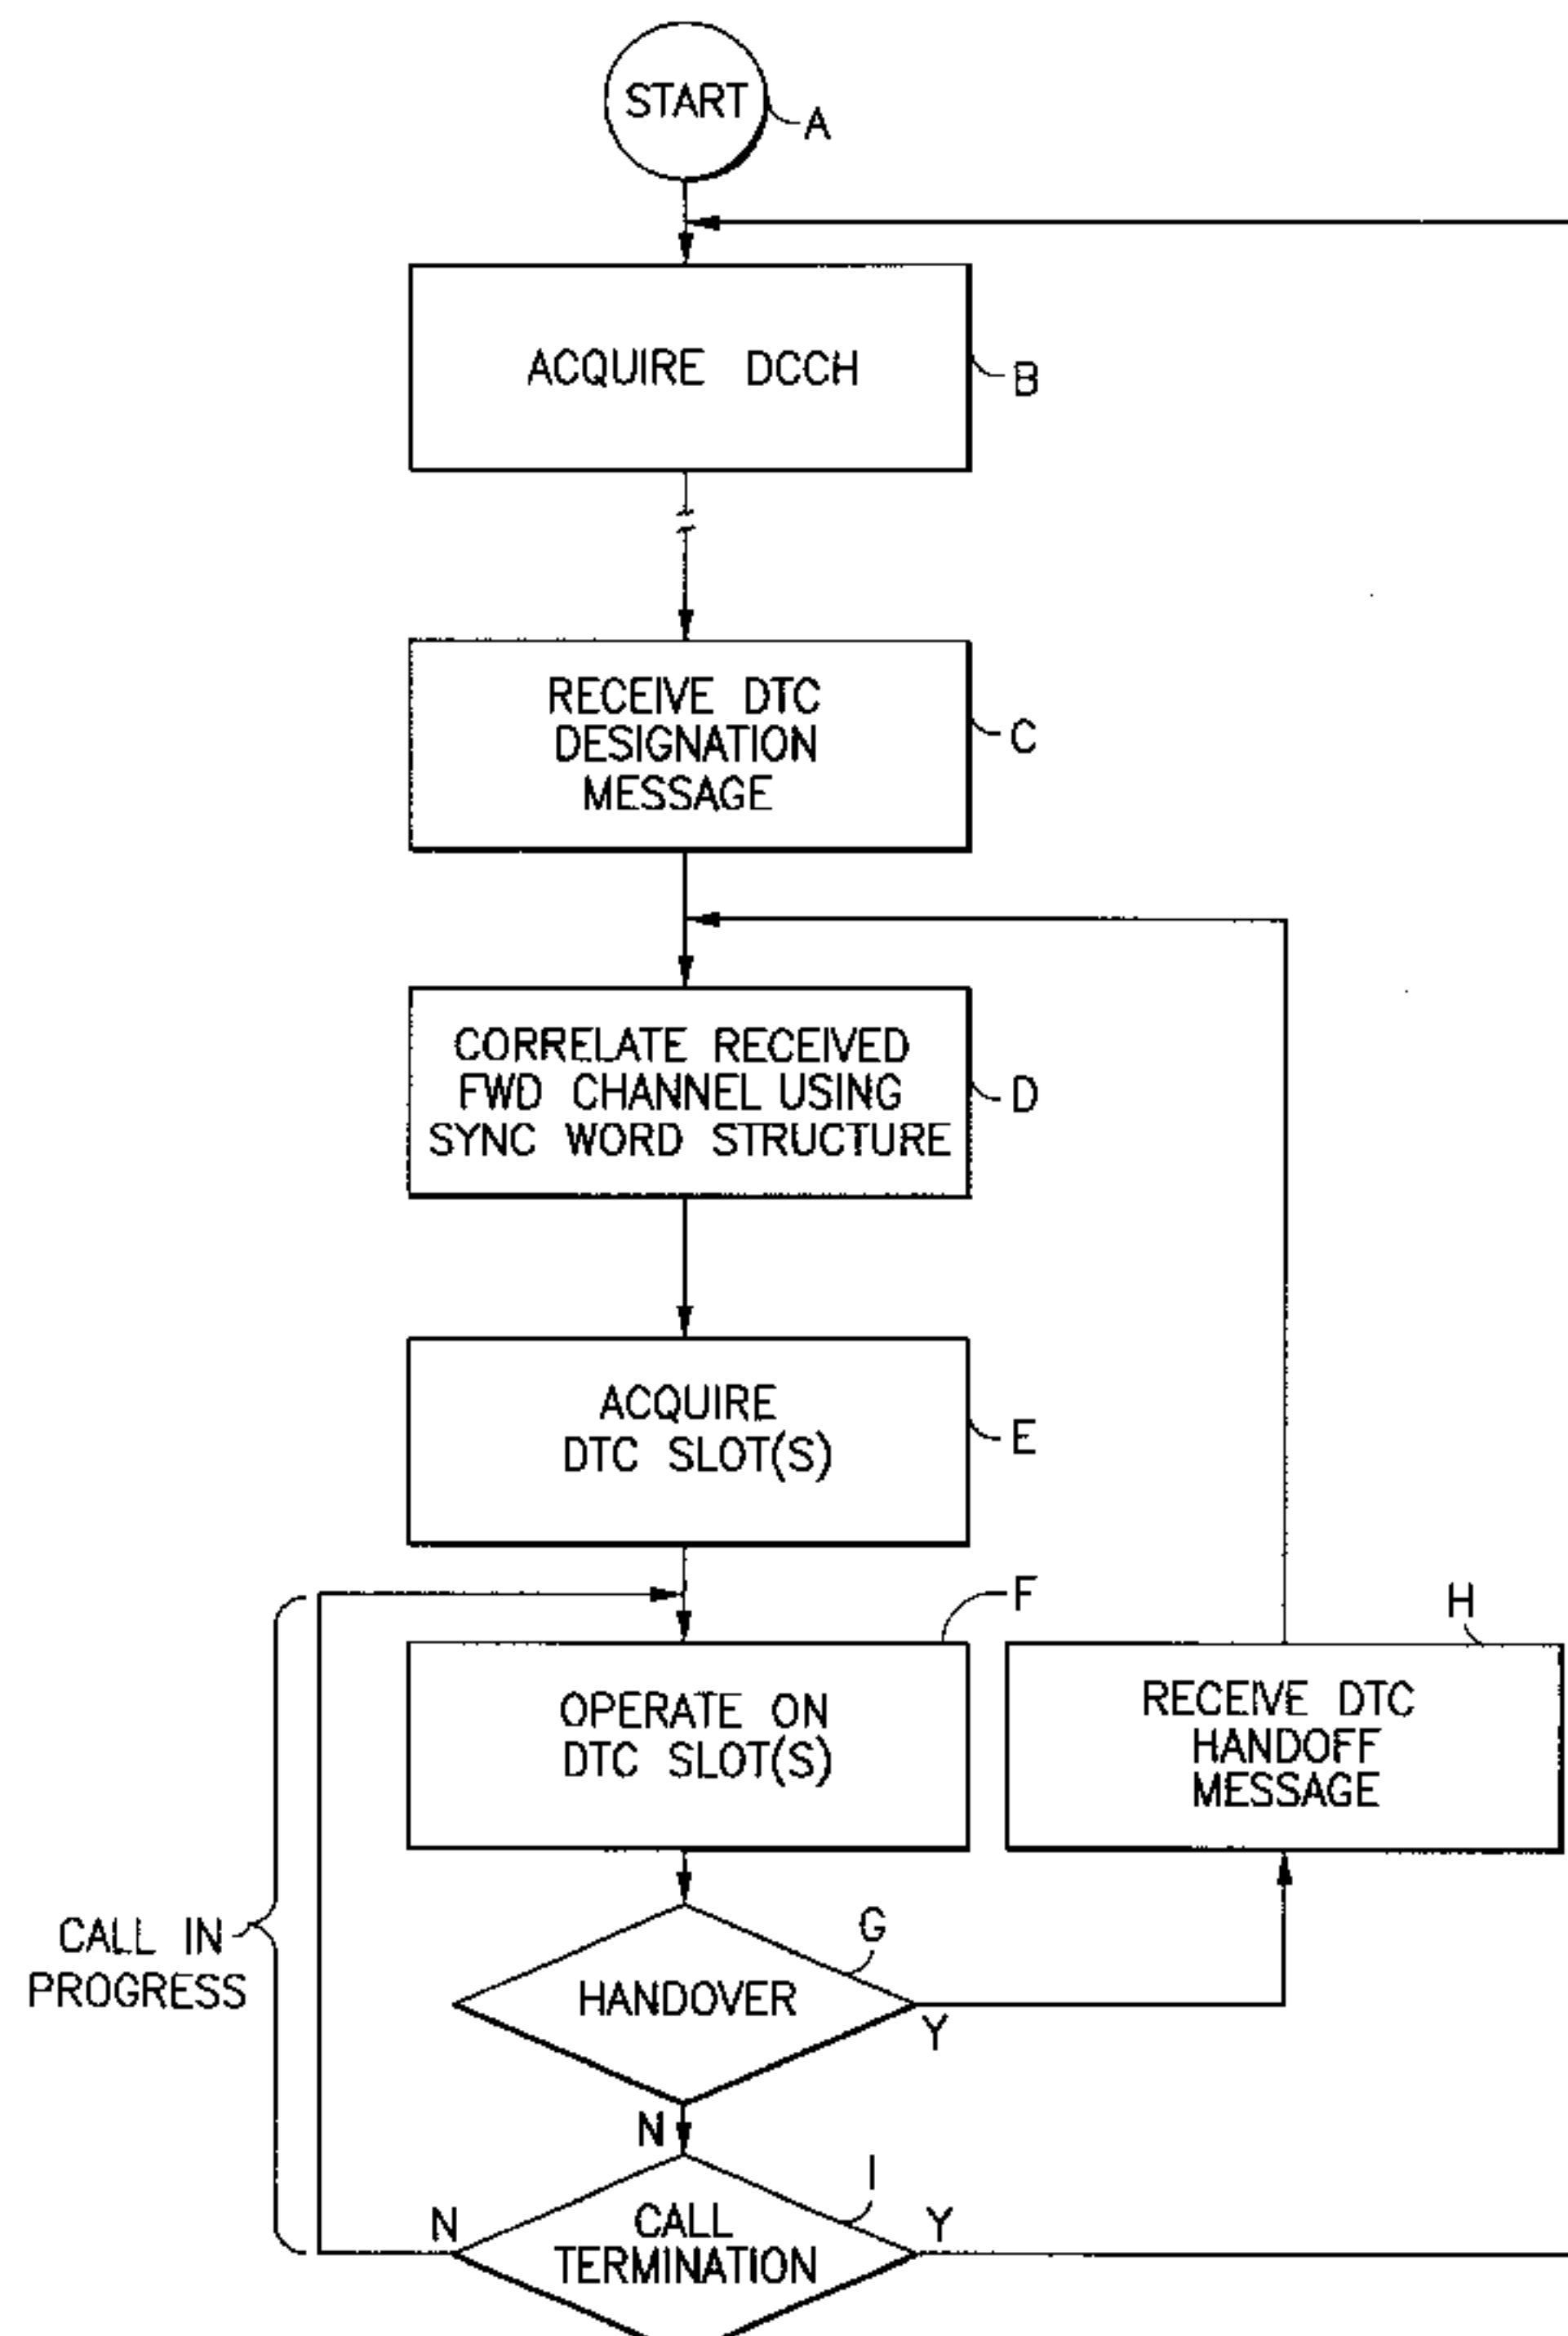 START
A
ACQUIRE DCCH
B
RECEIVE DTC
DESIGNATION
MESSAGE
C
CORRELATE RECEIVED
FWD CHANNEL USING
SYNC WORD STRUCTURE
D
ACQUIRE
DTC SLOT(S)
E
F
OPERATE ON
DTC SLOT(S)
H
RECEIVE DTC
HANDOFF
MESSAGE
CALL IN
PROGRESS
G
HANDOVER
Y
N
I
CALL
TERMINATION
N
Y